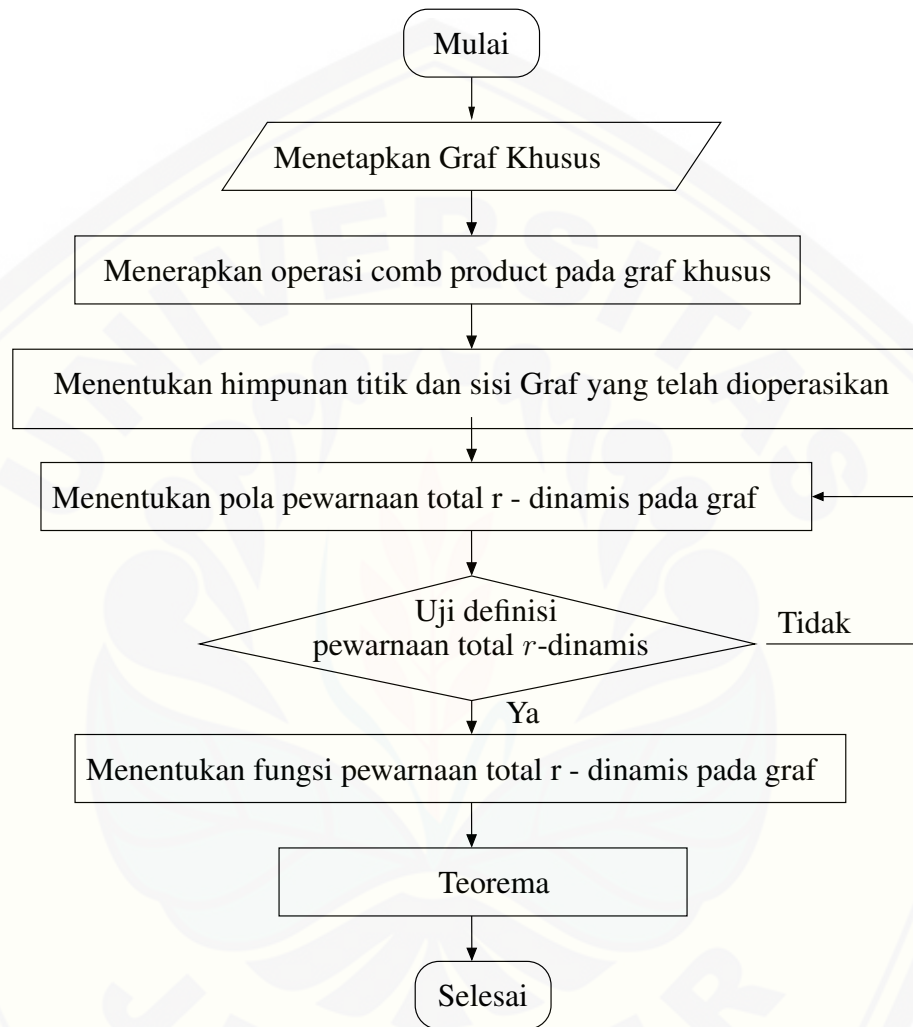 Mulai
Menetapkan Graf Khusus
Menerapkan operasi comb product pada graf khusus
Menentukan himpunan titik dan sisi Graf yang telah dioperasikan
Menentukan pola pewarnaan total r - dinamis pada graf
Uji definisi
pewarnaan total r-dinamis
Tidak
Ya
Menentukan fungsi pewarnaan total r - dinamis pada graf
Teorema
Selesai
UNIVERSITAS
JEMBER